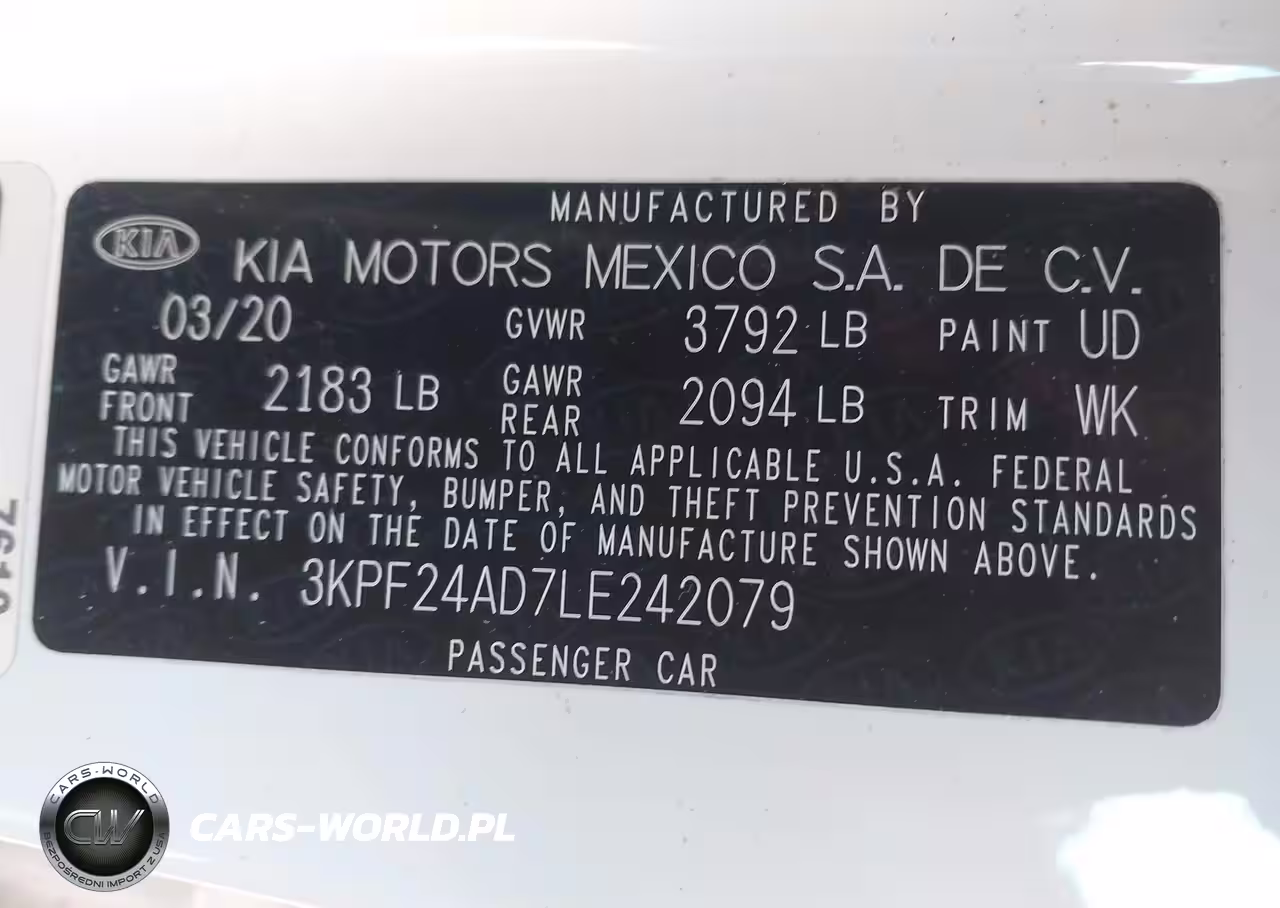 MANUFACTURED BY
KIA KIA MOTORS MEXICO S.A. DE C.V.
03/20 GVWR 3792 LB PAINT UD
GAWR FRONT 2183 LB GAWR REAR 2094 LB TRIM WK
THIS VEHICLE CONFORMS TO ALL APPLICABLE U.S.A. FEDERAL
MOTOR VEHICLE SAFETY, BUMPER, AND THEFT PREVENTION STANDARDS
IN EFFECT ON THE DATE OF MANUFACTURE SHOWN ABOVE.
V.I.N. 3KPF24AD7LE242079
PASSENGER CAR
CARS-WORLD
CW
BEZPOŚREDNI IMPORT Z USA
CARS-WORLD.PL